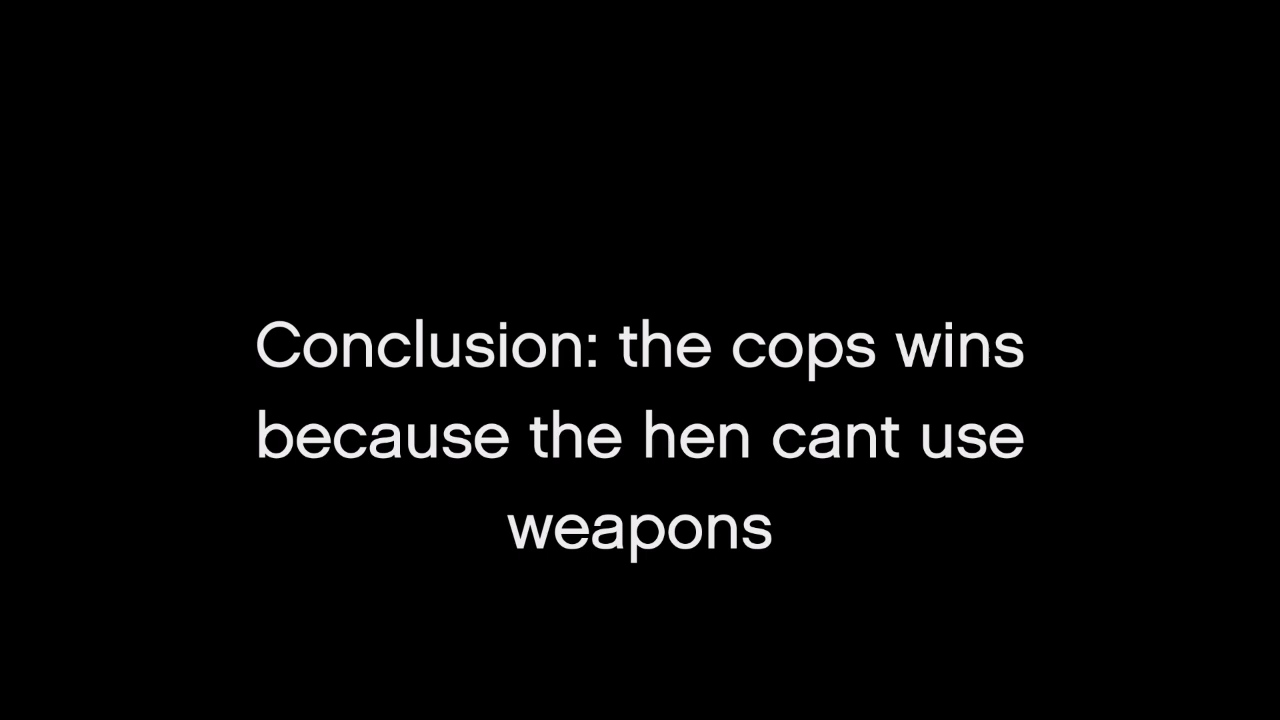 Conclusion: the cops wins
because the hen cant use
weapons